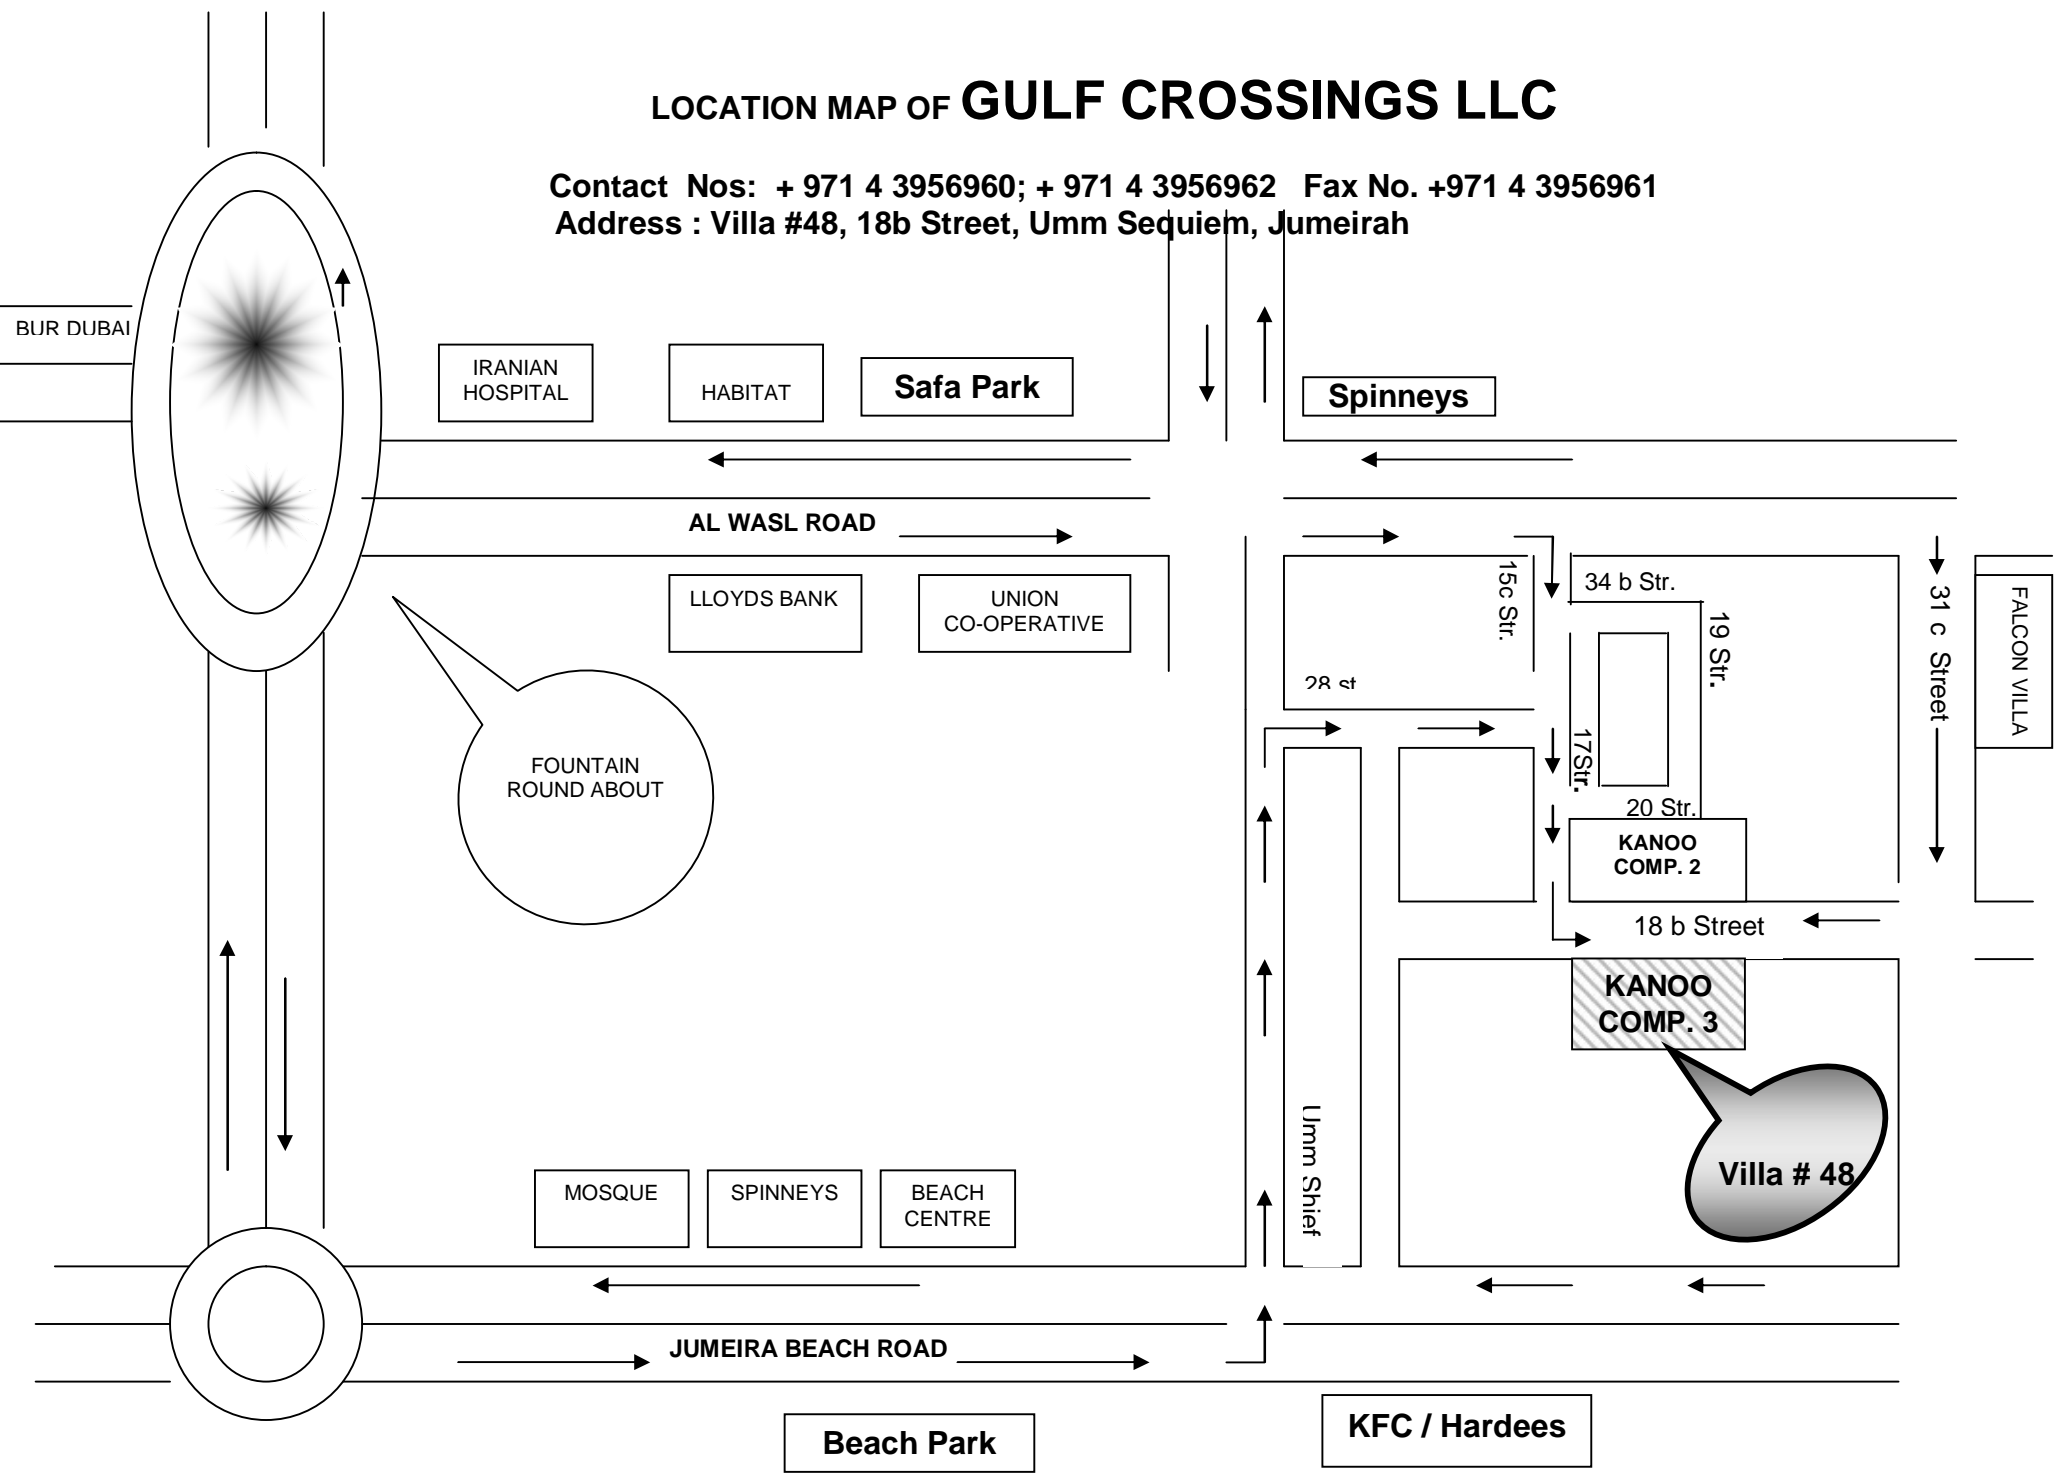 LOCATION MAP OF GULF CROSSINGS LLC
Contact Nos: + 971 4 3956960; + 971 4 3956962 Fax No. +971 4 3956961
Address : Villa #48, 18b Street, Umm Sequiem, Jumeirah
BUR DUBAI
IRANIAN
HOSPITAL
HABITAT
Safa Park
Spinneys
AL WASL ROAD
LLOYDS BANK
UNION
CO-OPERATIVE
15c Str.
34 b Str.
19 Str.
31 c Street
FALCON VILLA
28 st
17Str.
20 Str.
FOUNTAIN
ROUND ABOUT
KANOO
COMP. 2
18 b Street
KANOO
COMP. 3
Villa # 48
Umm Shief
MOSQUE
SPINNEYS
BEACH
CENTRE
JUMEIRA BEACH ROAD
Beach Park
KFC / Hardees